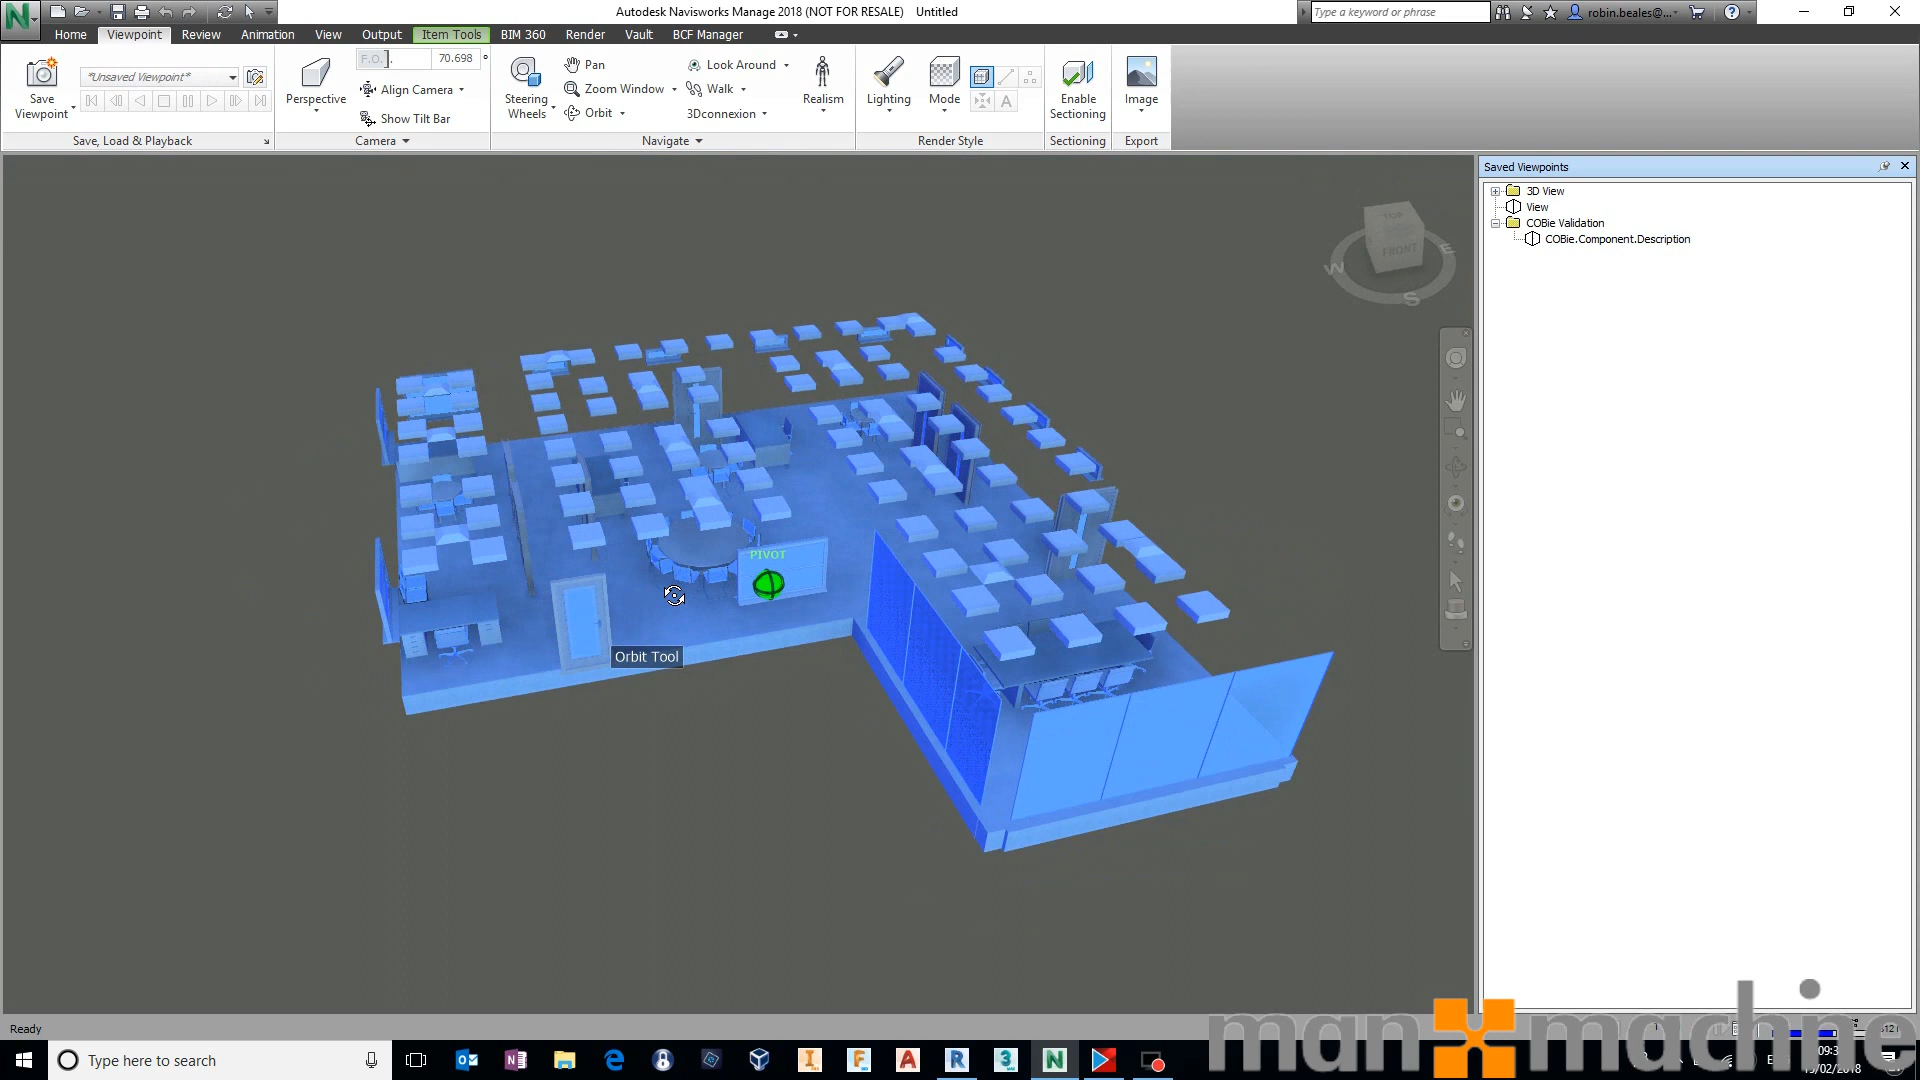 Autodesk Navisworks Manage 2018 (NOT FOR RESALE) Untitled
Type a keyword or phrase
robin.beales@...
Home Viewpoint Review Animation View Output Item Tools BIM 360 Render Vault BCF Manager
*Unsaved Viewpoint*
Save Viewpoint
Save, Load & Playback
Perspective
F.O.
70.698 °
Align Camera
Show Tilt Bar
Camera
Steering Wheels
Pan
Zoom Window
Orbit
Look Around
Walk
3Dconnexion
Realism
Navigate
Lighting
Mode
Render Style
Enable Sectioning
Sectioning
Image
Export
Saved Viewpoints
3D View
View
COBie Validation
COBie.Component.Description
TOP
FRONT
W
E
S
PIVOT
Orbit Tool
Ready
man machine
Type here to search